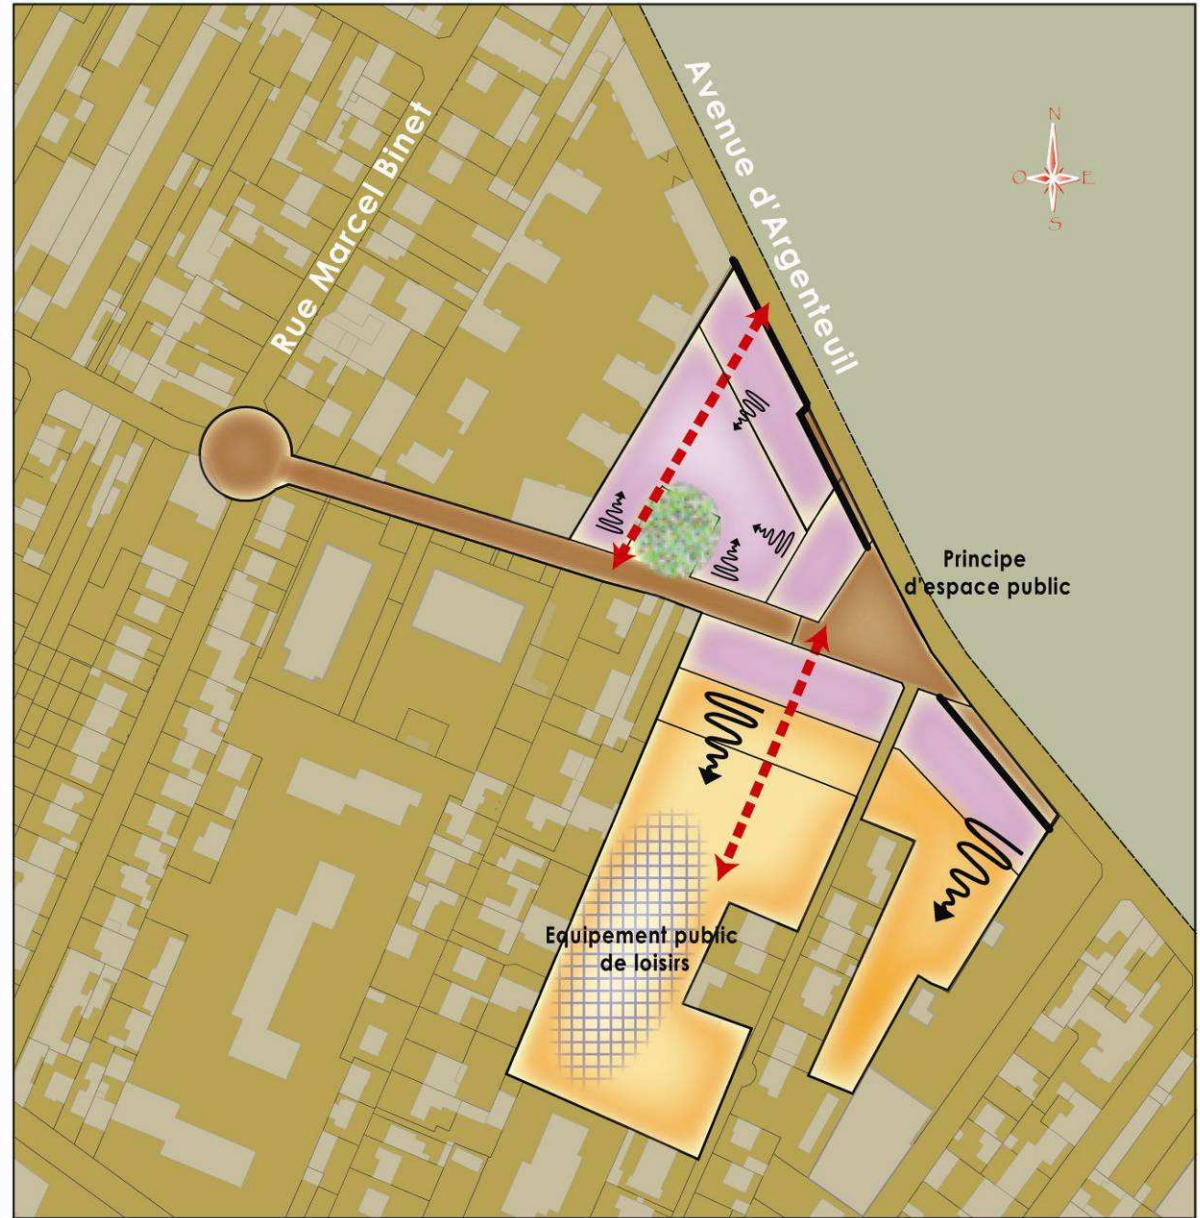 Avenue d'Argenteuil
Rue Marcel Binet
N
O
E
S
Principe
d'espace public
Equipement public
de loisirs